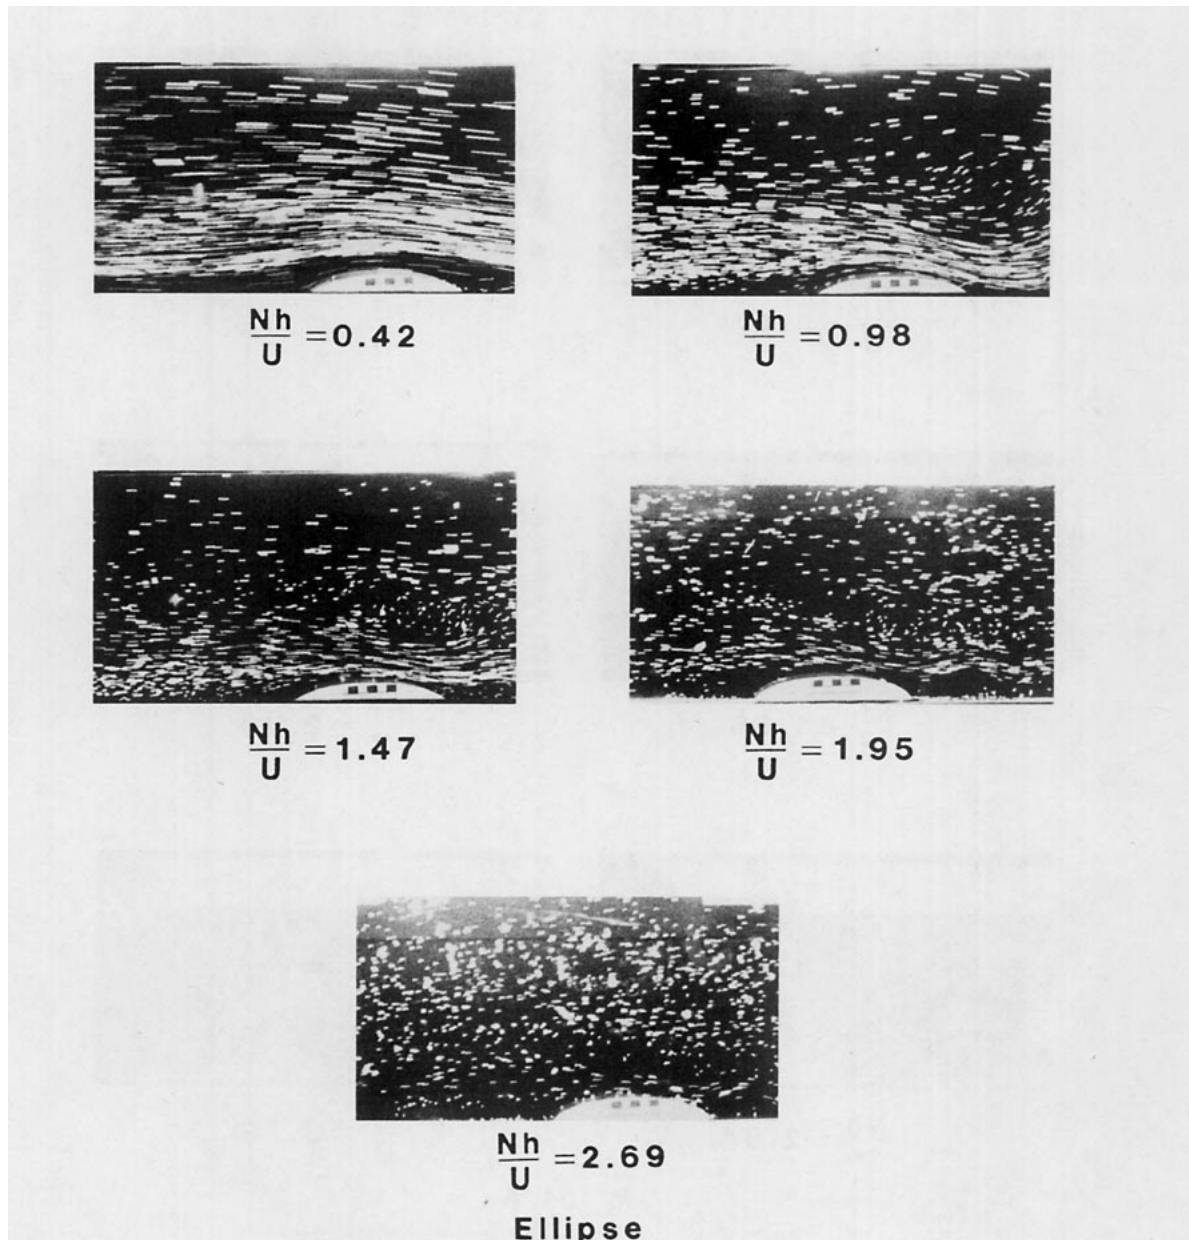 Nh/U = 0.42
Nh/U = 0.98
Nh/U = 1.47
Nh/U = 1.95
Nh/U = 2.69
Ellipse